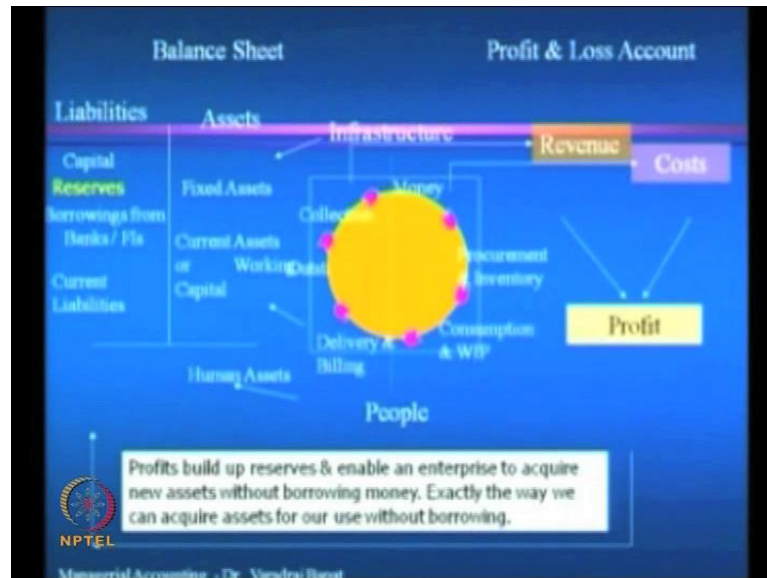 Balance Sheet
Profit & Loss Account
Liabilities
Assets
Infrastructure
Revenue
Costs
Capital
Reserves
Borrowings from
Banks / FIs
Current
Liabilities
Fixed Assets
Current Assets
or Working
Capital
Human Assets
Money
Procurement
& Inventory
Consumption
& WIP
Delivery &
Billing
People
Profit
Profits build up reserves & enable an enterprise to acquire
new assets without borrowing money. Exactly the way we
can acquire assets for our use without borrowing.
NPTEL
Managerial Accounting - Dr. Varadraj Bapat